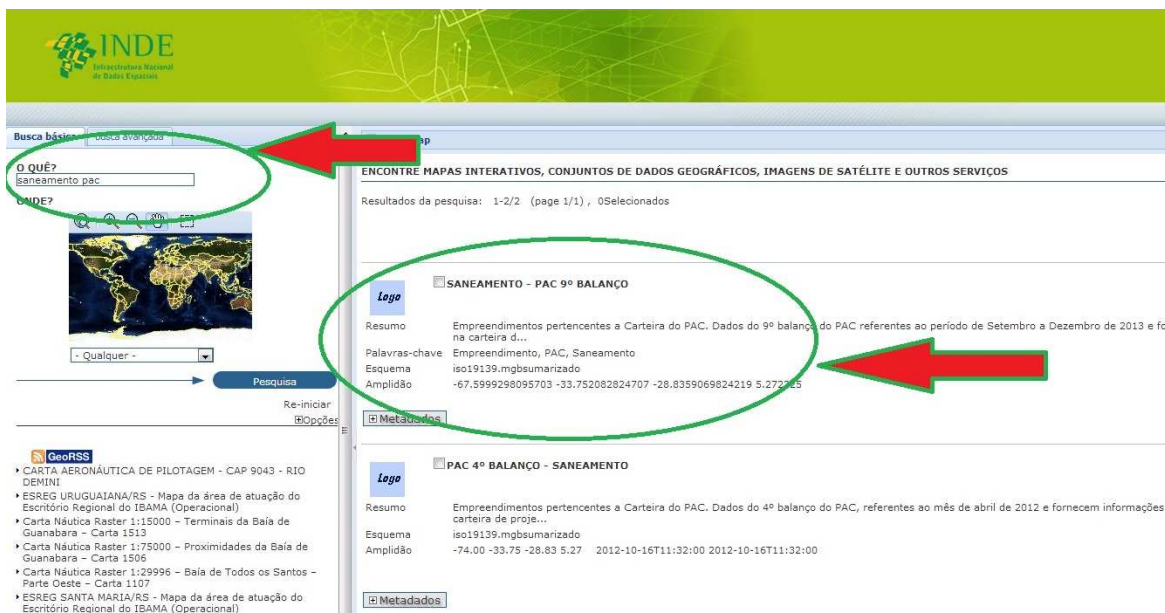 INDE
Infraestrutura Nacional
de Dados Espaciais
Busca básica
Busca avançada
O QUÊ?
saneamento pac
ONDE?
- Qualquer -
Pesquisa
Re-iniciar
Opções
GeoRSS
CARTA AERONÁUTICA DE PILOTAGEM - CAP 9043 - RIO
DEMINI
ESREG URUGUAIANA/RS - Mapa da área de atuação do
Escritório Regional do IBAMA (Operacional)
Carta Náutica Raster 1:15000 – Terminais da Baía de
Guanabara – Carta 1513
Carta Náutica Raster 1:75000 – Proximidades da Baía de
Guanabara – Carta 1506
Carta Náutica Raster 1:29996 – Baía de Todos os Santos –
Parte Oeste – Carta 1107
ESREG SANTA MARIA/RS - Mapa da área de atuação do
Escritório Regional do IBAMA (Operacional)
ENCONTRE MAPAS INTERATIVOS, CONJUNTOS DE DADOS GEOGRÁFICOS, IMAGENS DE SATÉLITE E OUTROS SERVIÇOS
Resultados da pesquisa: 1-2/2 (page 1/1) , 0Selecionados
Logo
SANEAMENTO - PAC 9º BALANÇO
Resumo Empreendimentos pertencentes a Carteira do PAC. Dados do 9º balanço do PAC referentes ao período de Setembro a Dezembro de 2013 e fo
na carteira d...
Palavras-chave Empreendimento, PAC, Saneamento
Esquema iso19139.mgbsumarizado
Amplidão -67.5999298095703 -33.752082824707 -28.8359069824219 5.272225
Metadados
Logo
PAC 4º BALANÇO - SANEAMENTO
Resumo Empreendimentos pertencentes a Carteira do PAC. Dados do 4º balanço do PAC, referentes ao mês de abril de 2012 e fornecem informações
carteira de proje...
Esquema iso19139.mgbsumarizado
Amplidão -74.00 -33.75 -28.83 5.27 2012-10-16T11:32:00 2012-10-16T11:32:00
Metadados